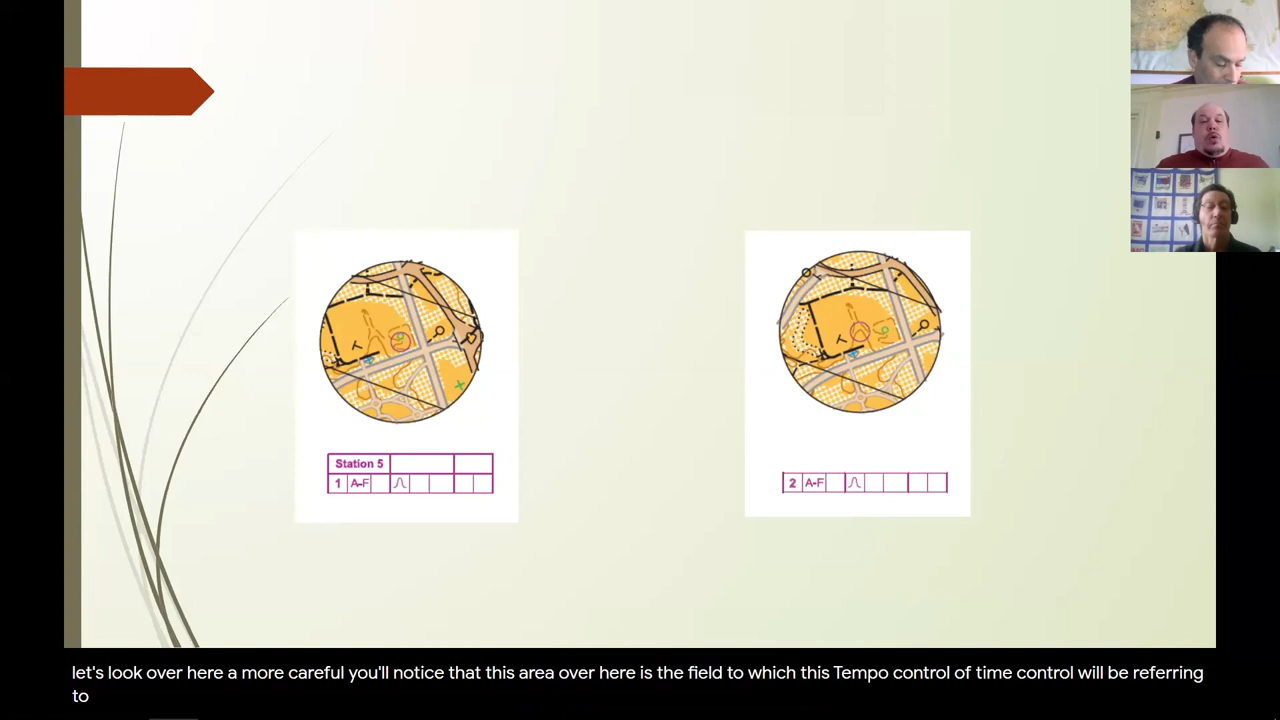 Station 5
1 A-F
2 A-F
let's look over here a more careful you'll notice that this area over here is the field to which this Tempo control of time control will be referring
to